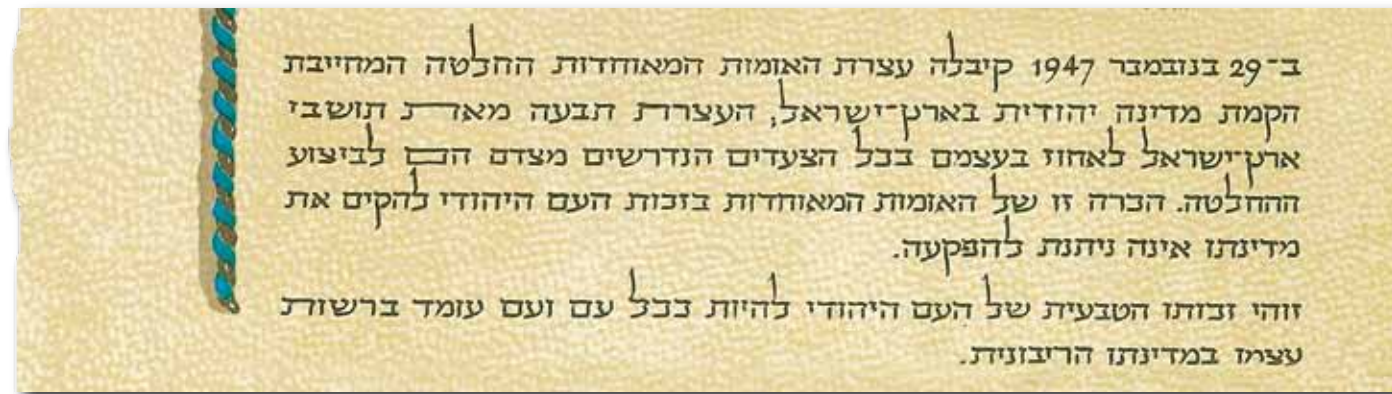 ב־29 בנובמבר 1947 קיבלה עצרת האומות המאוחדות החלטה המחייבת
הקמת מדינה יהודית בארץ־ישראל; העצרת תבעה מאת תושבי
ארץ־ישראל לאחוז בעצמם בכל הצעדים הנדרשים מצדם הם לביצוע
ההחלטה. הכרה זו של האומות המאוחדות בזכות העם היהודי להקים את
מדינתו אינה ניתנת להפקעה.
זוהי זכותו הטבעית של העם היהודי להיות ככל עם ועם עומד ברשות
עצמו במדינתו הריבונית.